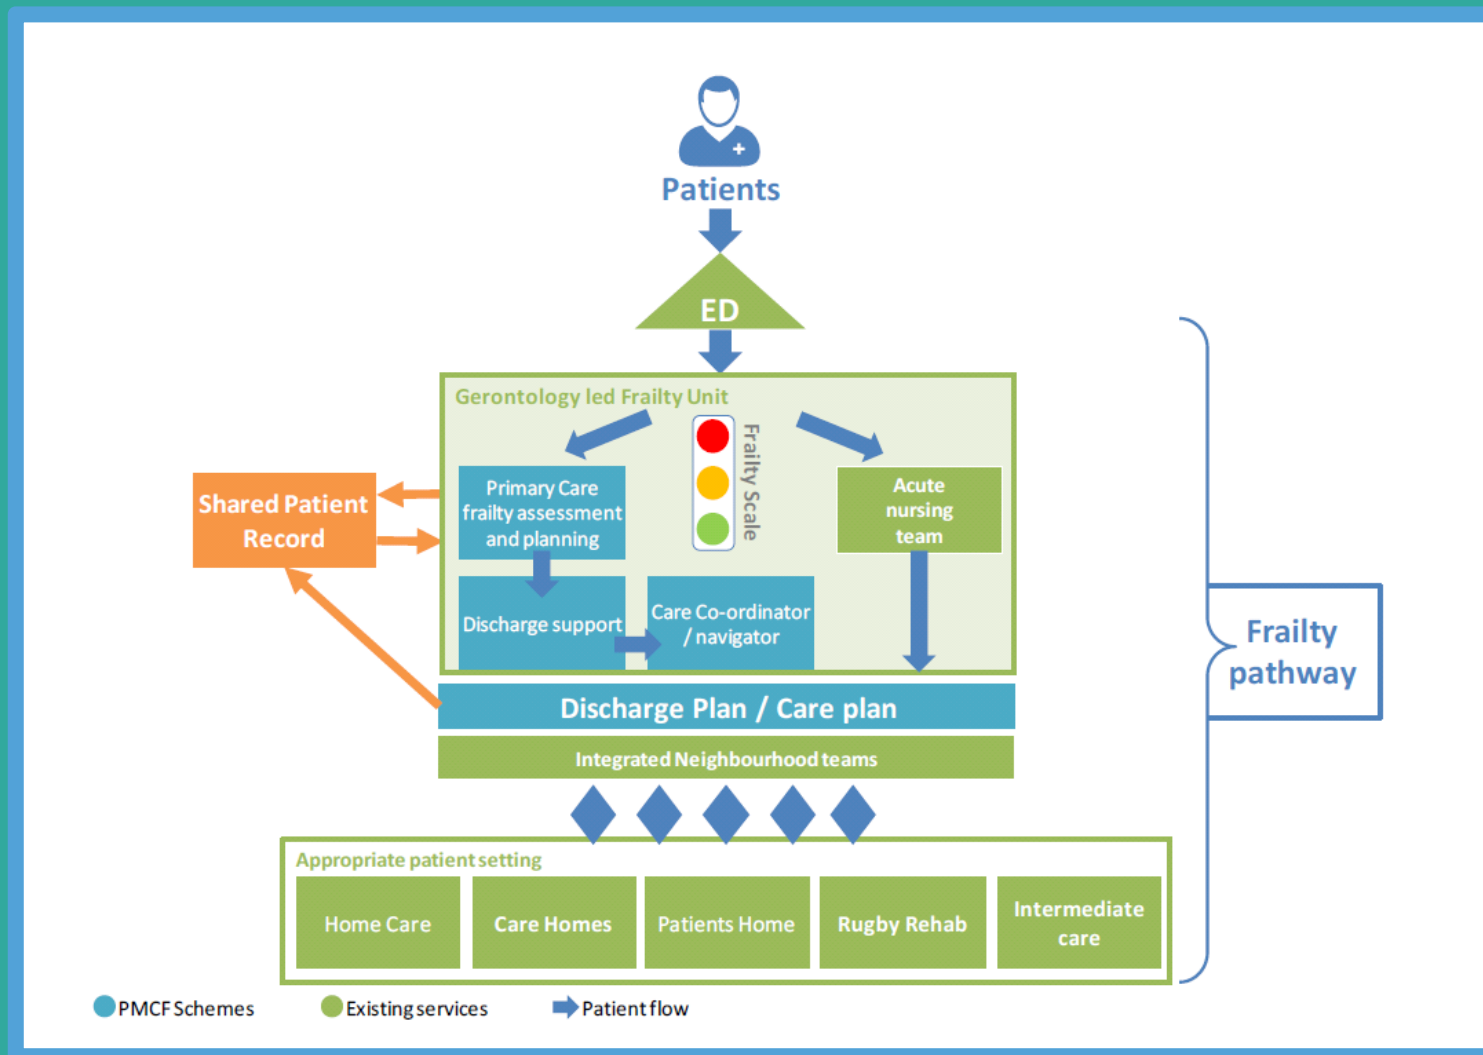 Patients
ED
Gerontology led Frailty Unit
Frailty Scale
Primary Care
frailty assessment
and planning
Acute
nursing
team
Shared Patient
Record
Discharge support
Care Co-ordinator
/ navigator
Frailty
pathway
Discharge Plan / Care plan
Integrated Neighbourhood teams
Appropriate patient setting
Home Care
Care Homes
Patients Home
Rugby Rehab
Intermediate
care
PMCF Schemes
Existing services
Patient flow